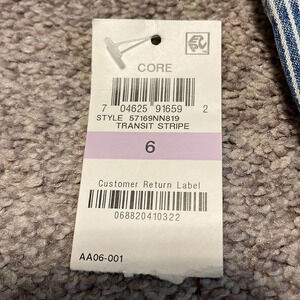 CORE
7 04625 91659 2
STYLE 57169NN819
TRANSIT STRIPE
6
Customer Return Label
068820410322
AA06-001